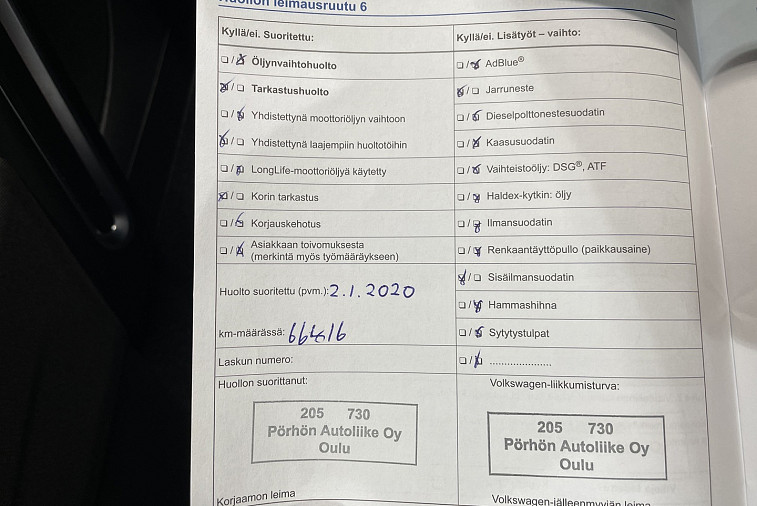 Huollon leimausruutu 6
Kyllä/ei. Suoritettu:
☐/☒ Öljynvaihtohuolto
☒/☐ Tarkastushuolto
☐/☒ Yhdistettynä moottoriöljyn vaihtoon
☒/☐ Yhdistettynä laajempiin huoltotöihin
☐/☒ LongLife-moottoriöljyä käytetty
☒/☐ Korin tarkastus
☐/☒ Korjauskehotus
☐/☒ Asiakkaan toivomuksesta
(merkintä myös työmääräykseen)
Huolto suoritettu (pvm.): 2.1.2020
km-määrässä: 66416
Laskun numero:
Huollon suorittanut:
205 730
Pörhön Autoliike Oy
Oulu
Korjaamon leima
Kyllä/ei. Lisätyöt – vaihto:
☐/☒ AdBlue®
☒/☐ Jarruneste
☐/☒ Dieselpolttonestesuodatin
☐/☒ Kaasusuodatin
☐/☒ Vaihteistoöljy: DSG®, ATF
☐/☒ Haldex-kytkin: öljy
☐/☒ Ilmansuodatin
☐/☒ Renkaantäyttöpullo (paikkausaine)
☒/☐ Sisäilmansuodatin
☐/☒ Hammashihna
☐/☒ Sytytystulpat
☐/☒ .....................
Volkswagen-liikkumisturva:
205 730
Pörhön Autoliike Oy
Oulu
Volkswagen-jälleenmyyjän leima